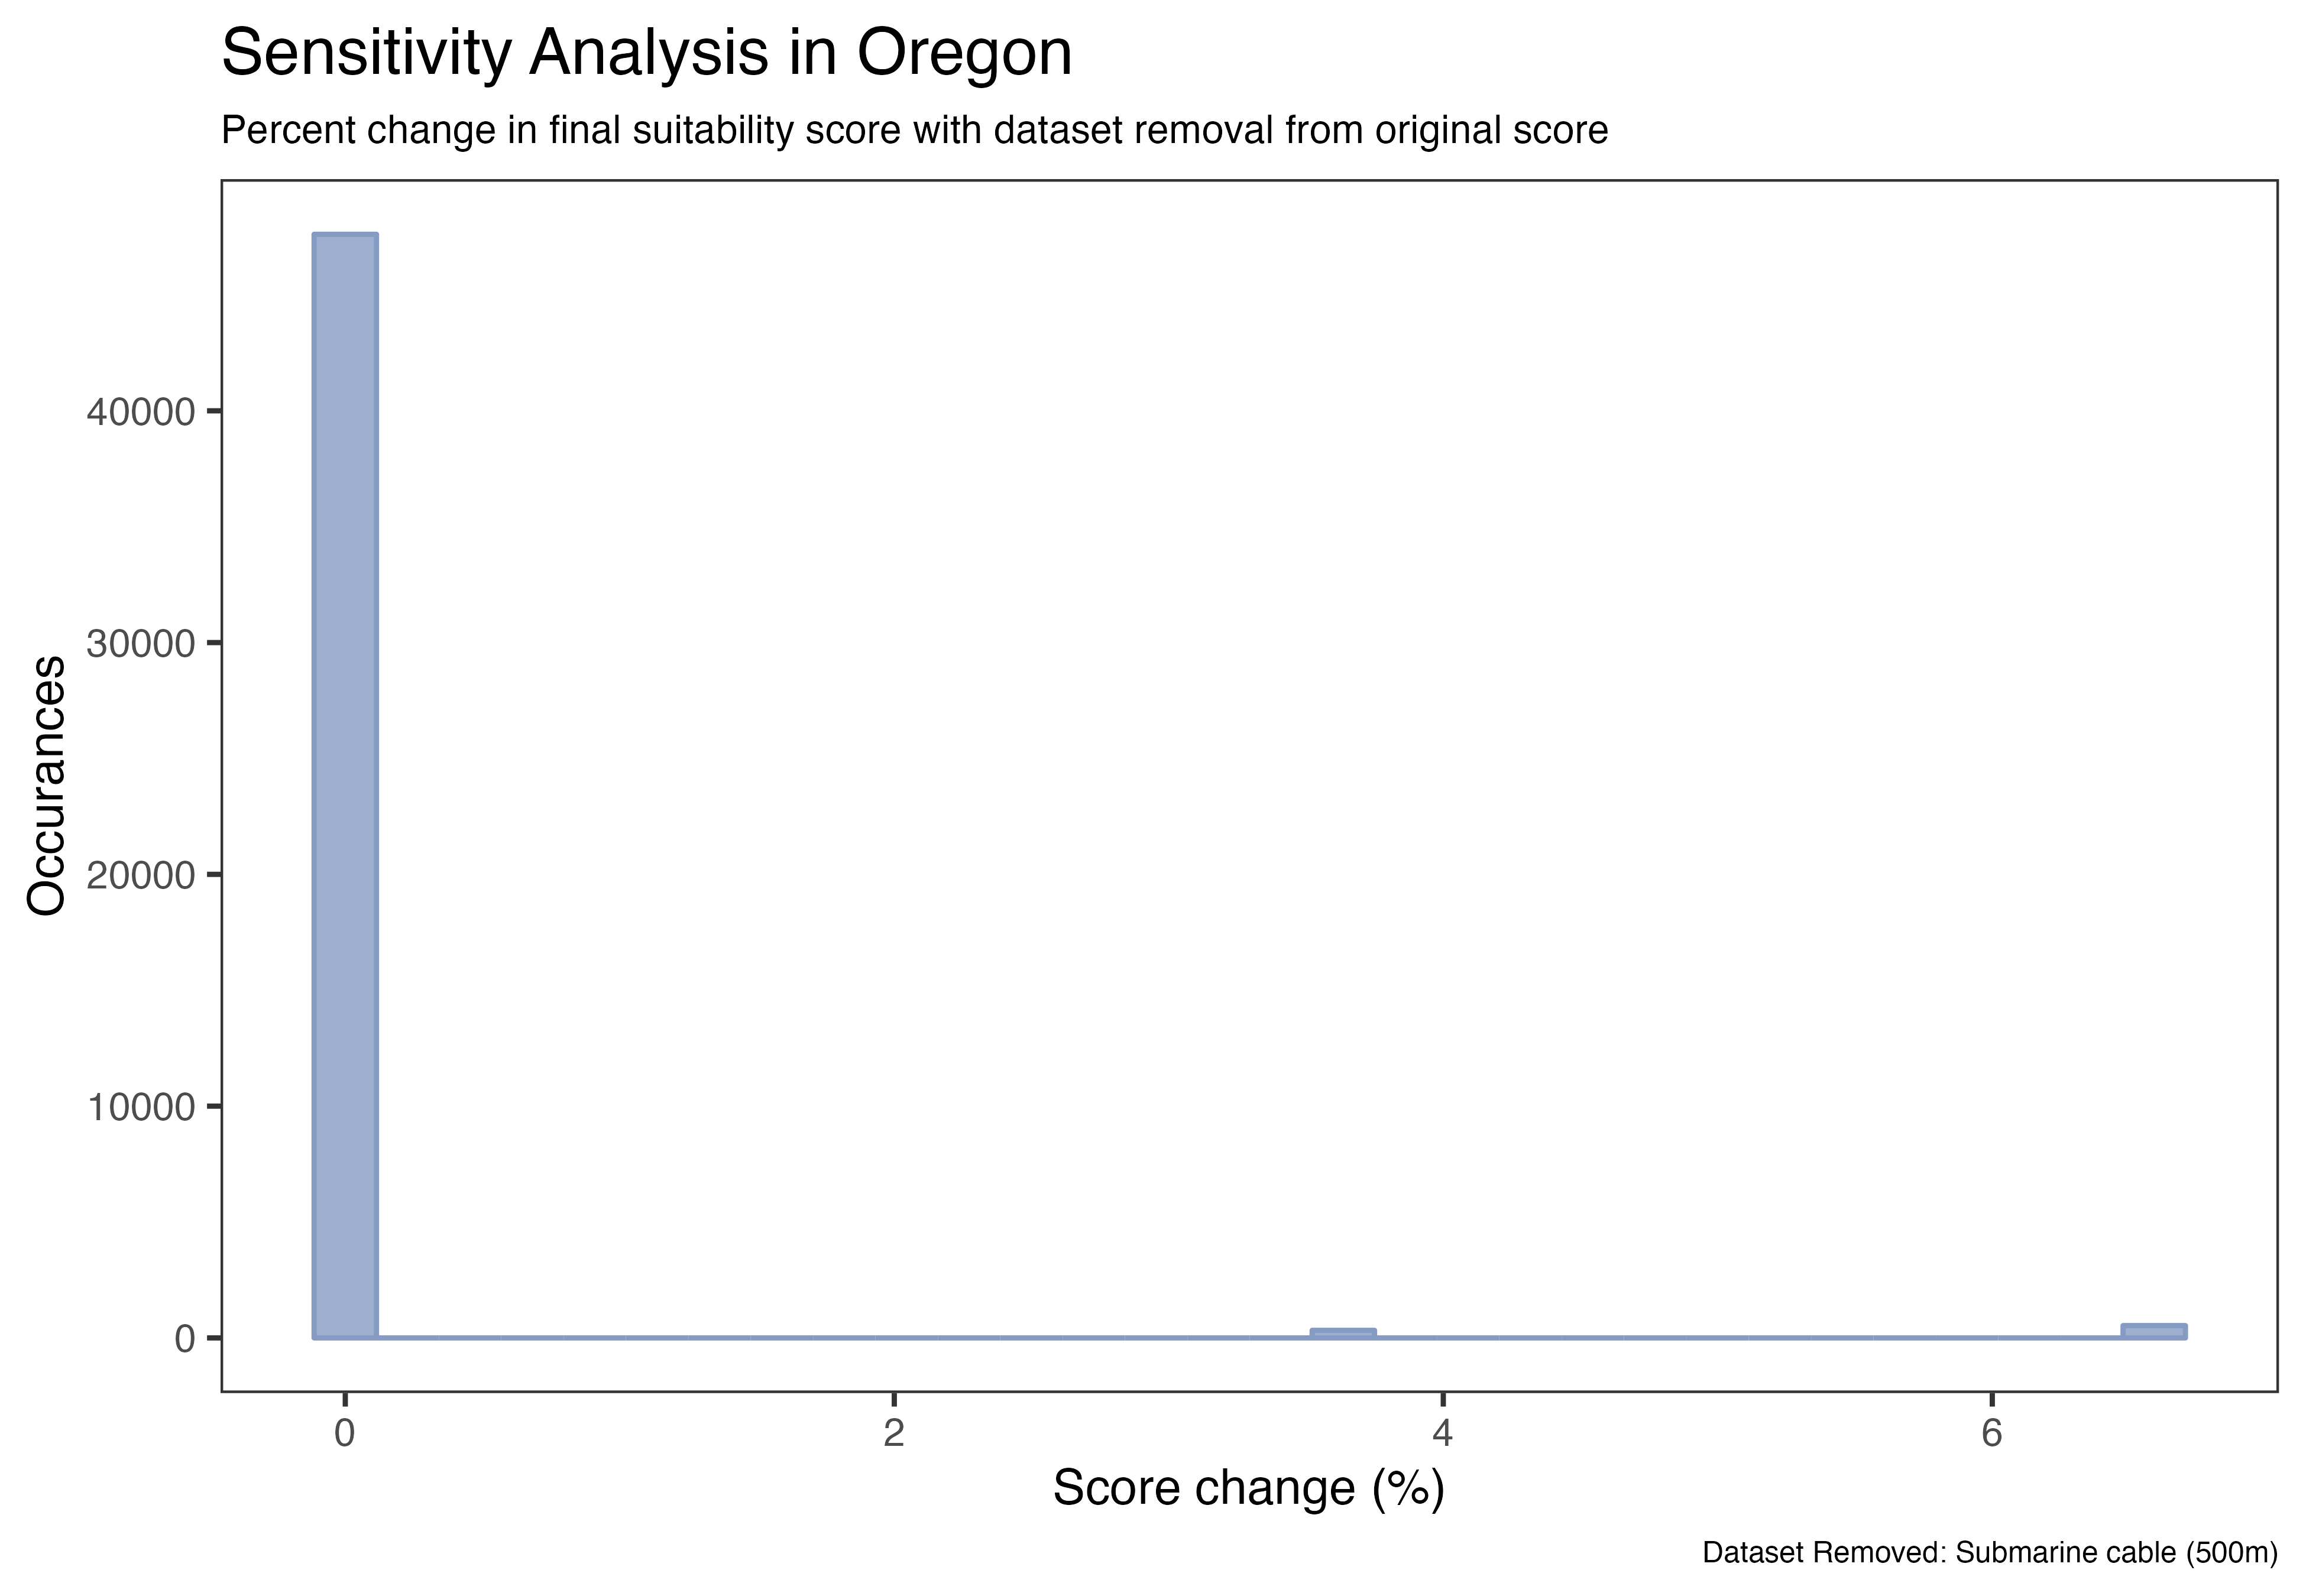 Sensitivity Analysis in Oregon
Percent change in final suitability score with dataset removal from original score
Occurances
40000
30000
20000
10000
0
0 2 4 6
Score change (%)
Dataset Removed: Submarine cable (500m)